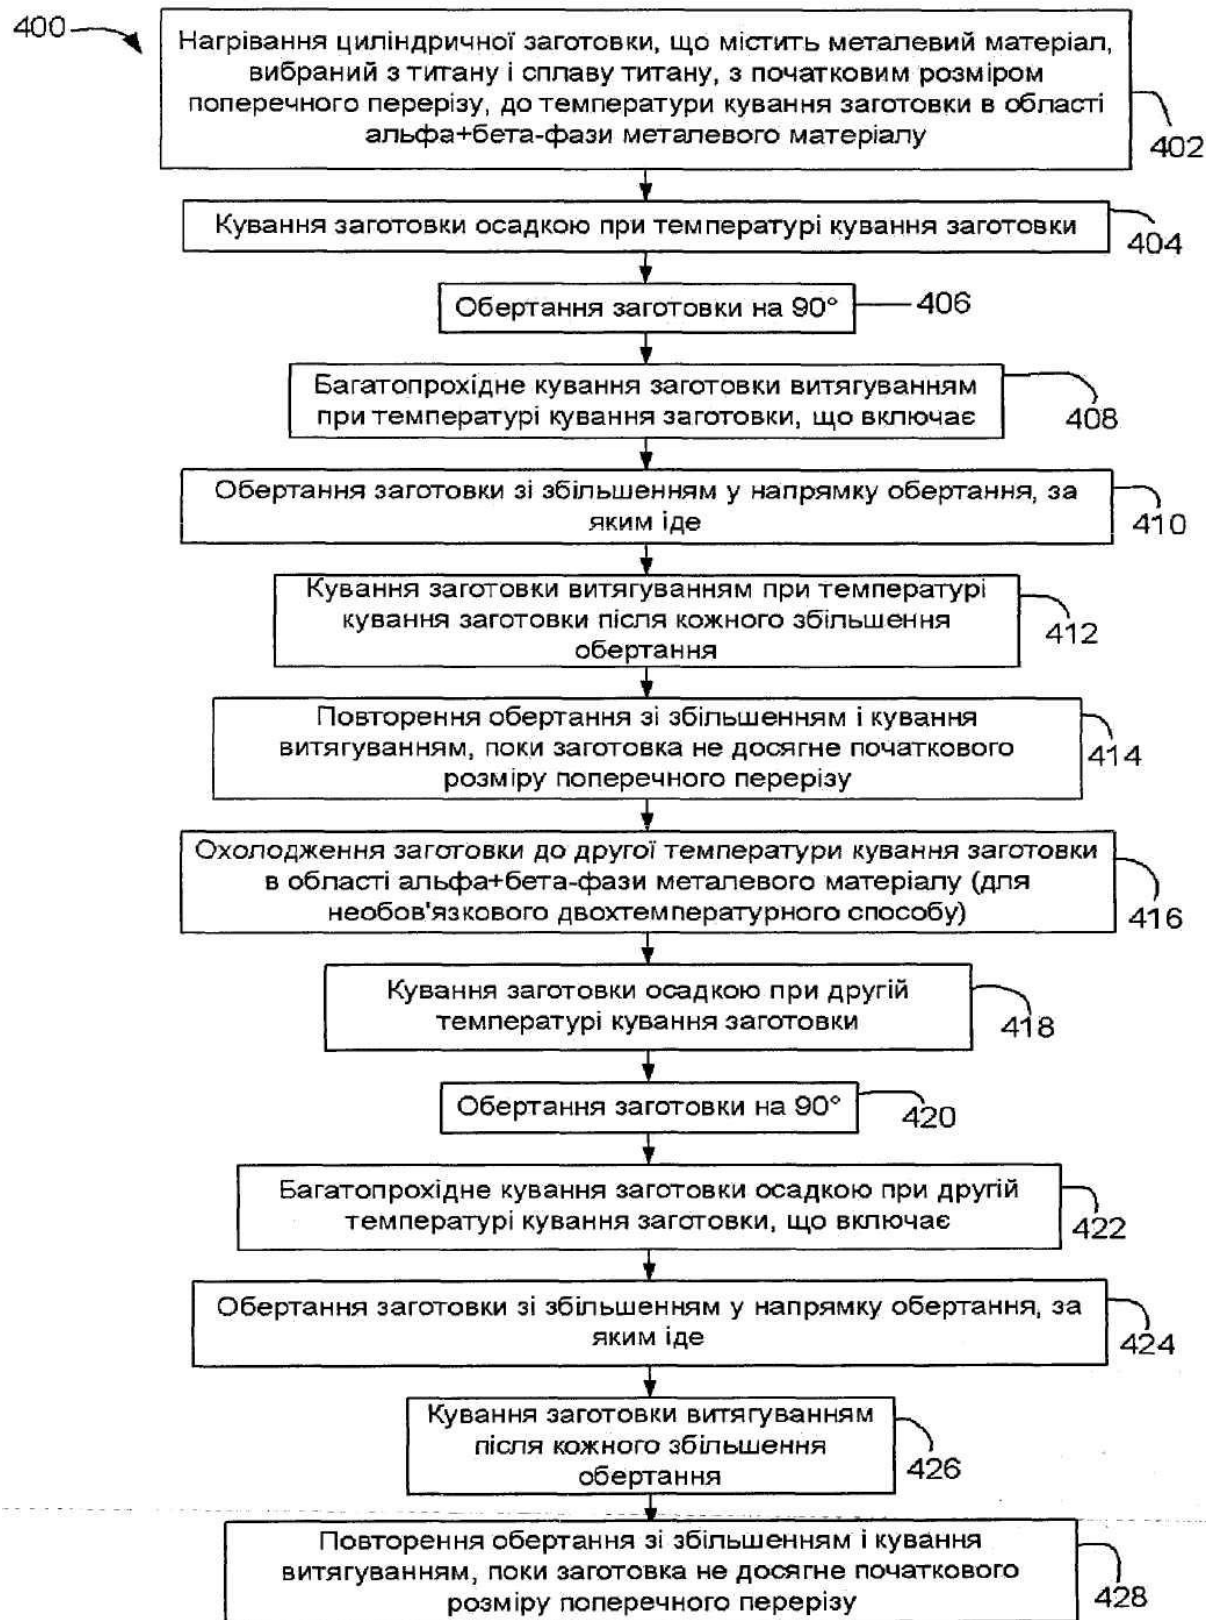 400
Нагрівання циліндричної заготовки, що містить металевий матеріал,
вибраний з титану і сплаву титану, з початковим розміром
поперечного перерізу, до температури кування заготовки в області
альфа+бета-фази металевого матеріалу
402
Кування заготовки осадкою при температурі кування заготовки
404
Обертання заготовки на 90°
406
Багатопрохідне кування заготовки витягуванням
при температурі кування заготовки, що включає
408
Обертання заготовки зі збільшенням у напрямку обертання, за
яким іде
410
Кування заготовки витягуванням при температурі
кування заготовки після кожного збільшення
обертання
412
Повторення обертання зі збільшенням і кування
витягуванням, поки заготовка не досягне початкового
розміру поперечного перерізу
414
Охолодження заготовки до другої температури кування заготовки
в області альфа+бета-фази металевого матеріалу (для
необов'язкового двохтемпературного способу)
416
Кування заготовки осадкою при другій
температурі кування заготовки
418
Обертання заготовки на 90°
420
Багатопрохідне кування заготовки осадкою при другій
температурі кування заготовки, що включає
422
Обертання заготовки зі збільшенням у напрямку обертання, за
яким іде
424
Кування заготовки витягуванням
після кожного збільшення
обертання
426
Повторення обертання зі збільшенням і кування
витягуванням, поки заготовка не досягне початкового
розміру поперечного перерізу
428